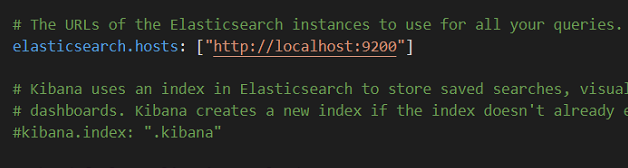 # The URLs of the Elasticsearch instances to use for all your queries.
elasticsearch.hosts: ["http://localhost:9200"]
# Kibana uses an index in Elasticsearch to store saved searches, visual
# dashboards. Kibana creates a new index if the index doesn't already e
#kibana.index: ".kibana"